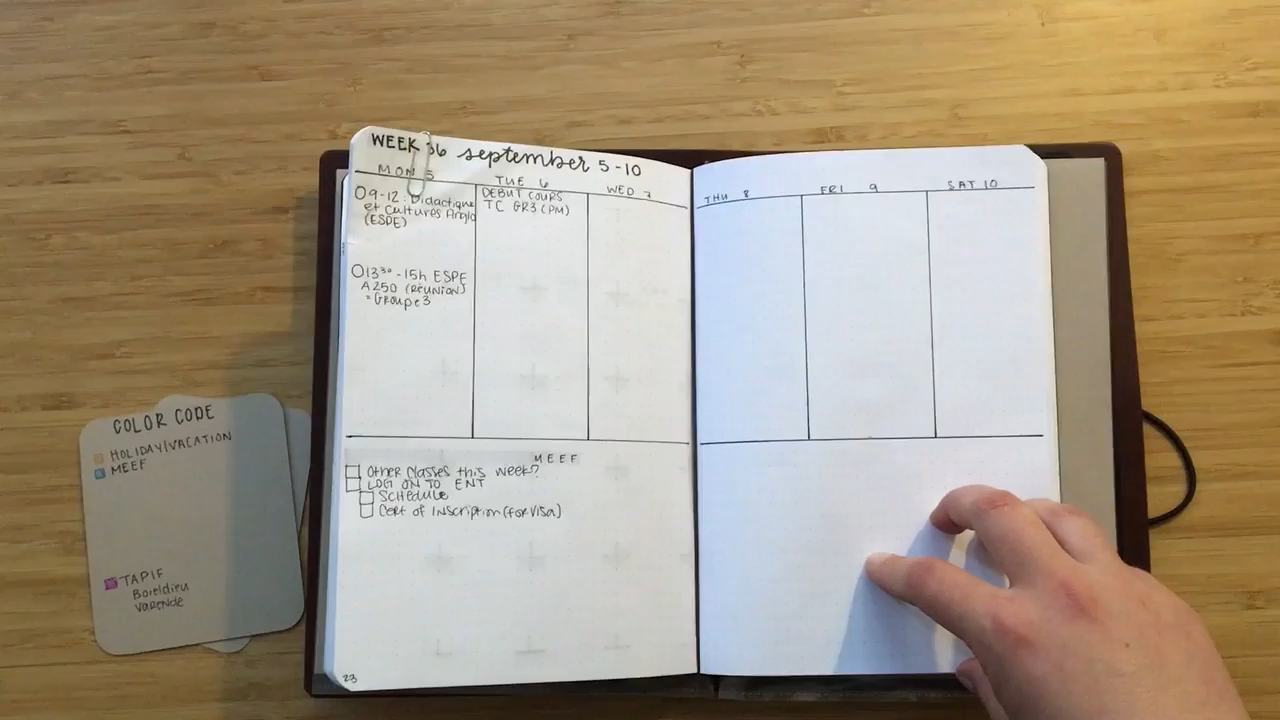 WEEK 36 september 5-10
MON 5
TUE 6
WED 7
THU 8
FRI 9
SAT 10
9-12: Didactique
et Cultures Anglo
(ESPE)
13³⁰-15h ESPE
A250 (REUNION)
=Groupe 3
DEBUT COURS
TC GR3 (PM)
MEEF
Other classes this week?
LOG ON TO ENT
Schedule
Cert of Inscription (for Visa)
23
COLOR CODE
HOLIDAY/VACATION
MEEF
TAPIF
Boieldieu
Varende